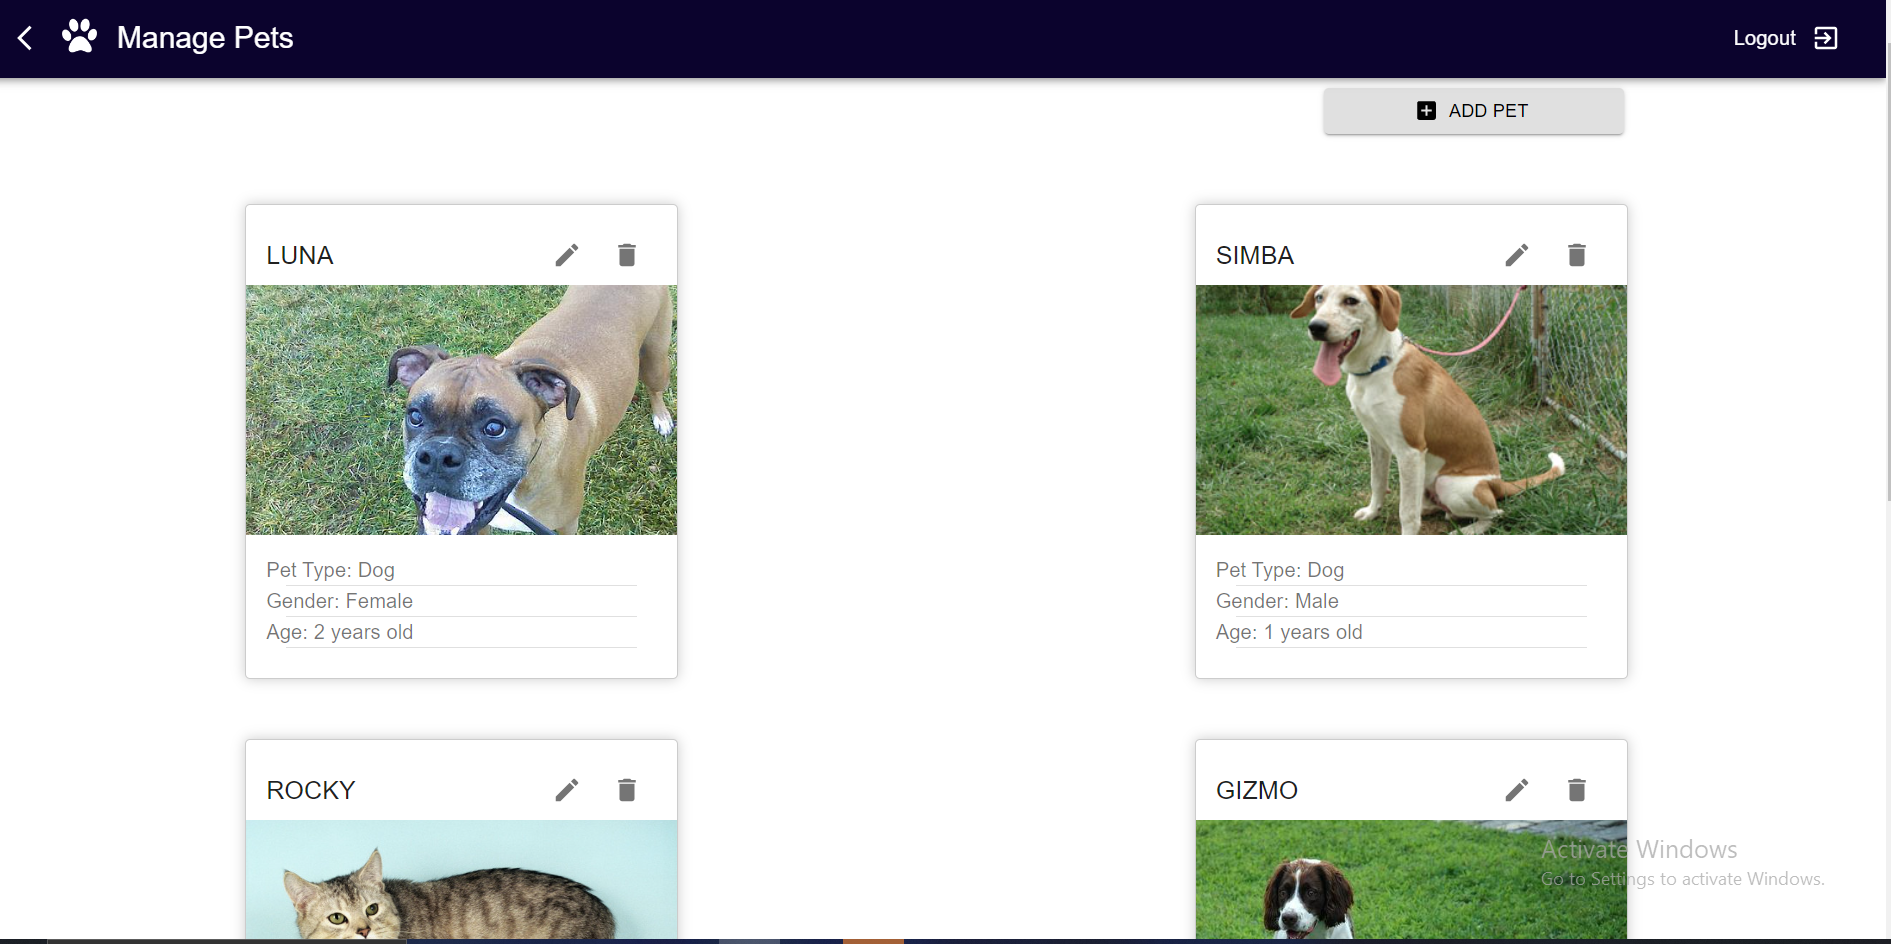 Manage Pets
Logout
ADD PET
LUNA
Pet Type: Dog
Gender: Female
Age: 2 years old
SIMBA
Pet Type: Dog
Gender: Male
Age: 1 years old
ROCKY
GIZMO
Activate Windows
Go to Settings to activate Windows.